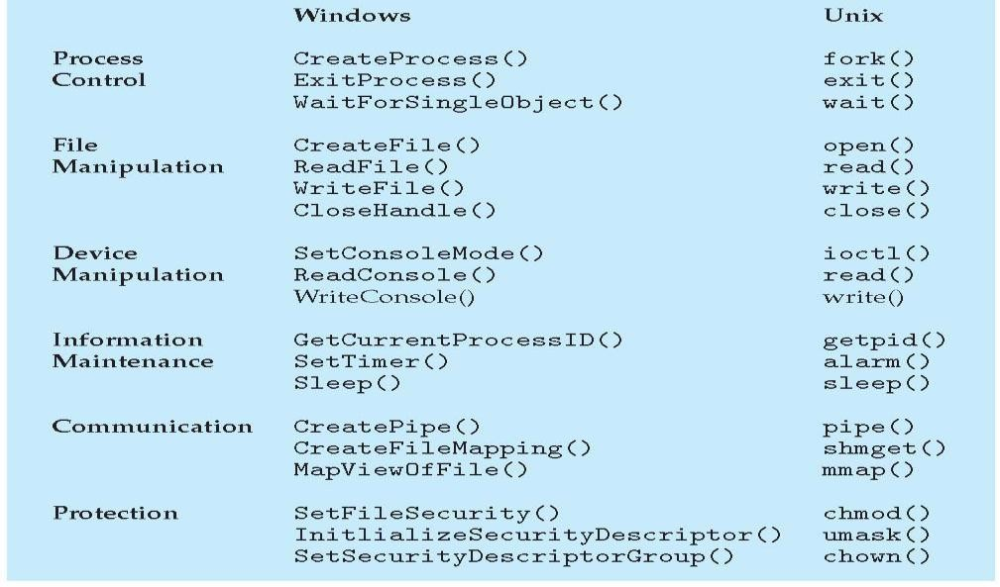 Windows Unix
Process CreateProcess() fork()
Control ExitProcess() exit()
WaitForSingleObject() wait()
File CreateFile() open()
Manipulation ReadFile() read()
WriteFile() write()
CloseHandle() close()
Device SetConsoleMode() ioctl()
Manipulation ReadConsole() read()
WriteConsole() write()
Information GetCurrentProcessID() getpid()
Maintenance SetTimer() alarm()
Sleep() sleep()
Communication CreatePipe() pipe()
CreateFileMapping() shmget()
MapViewOfFile() mmap()
Protection SetFileSecurity() chmod()
InitlializeSecurityDescriptor() umask()
SetSecurityDescriptorGroup() chown()